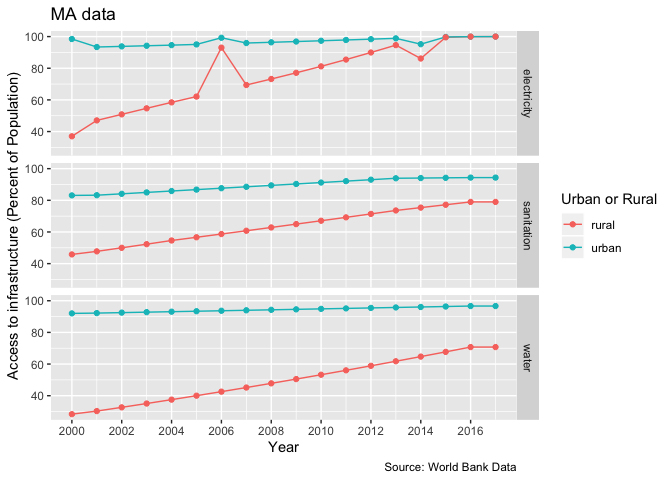 MA data
Access to infrastructure (Percent of Population)
100
80
60
40
electricity
100
80
60
40
sanitation
100
80
60
40
water
2000 2002 2004 2006 2008 2010 2012 2014 2016
Year
Urban or Rural
rural
urban
Source: World Bank Data